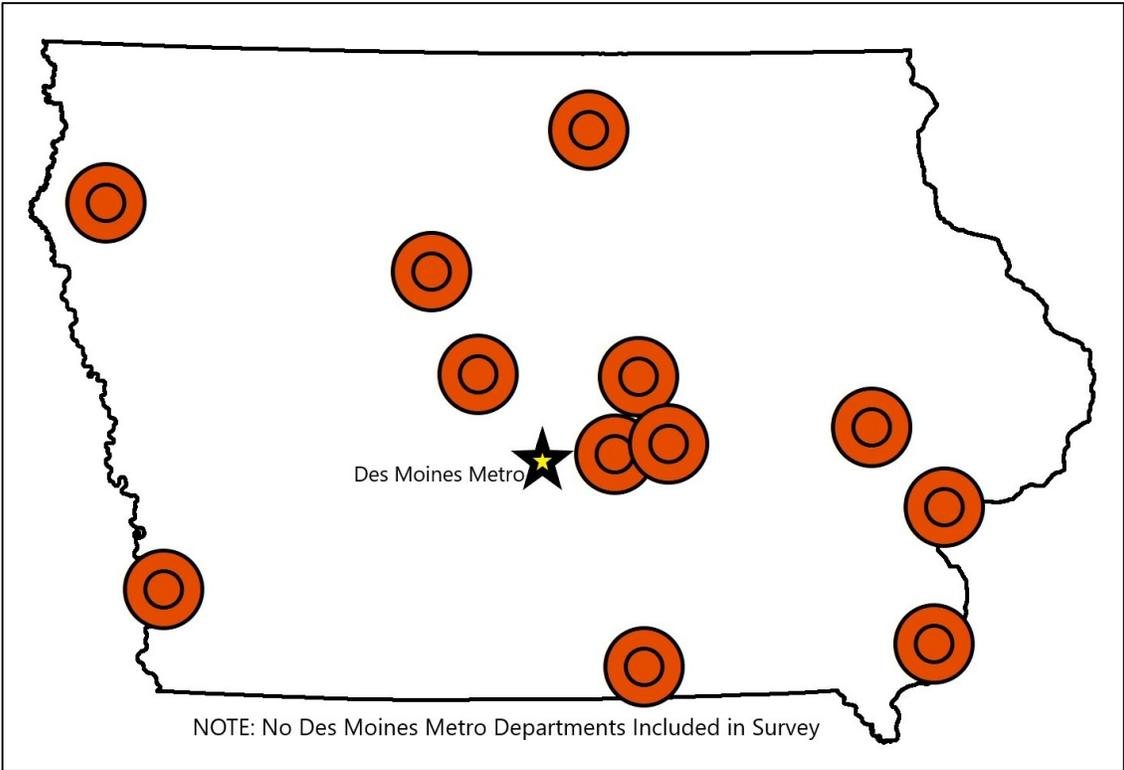 Des Moines Metro
NOTE: No Des Moines Metro Departments Included in Survey